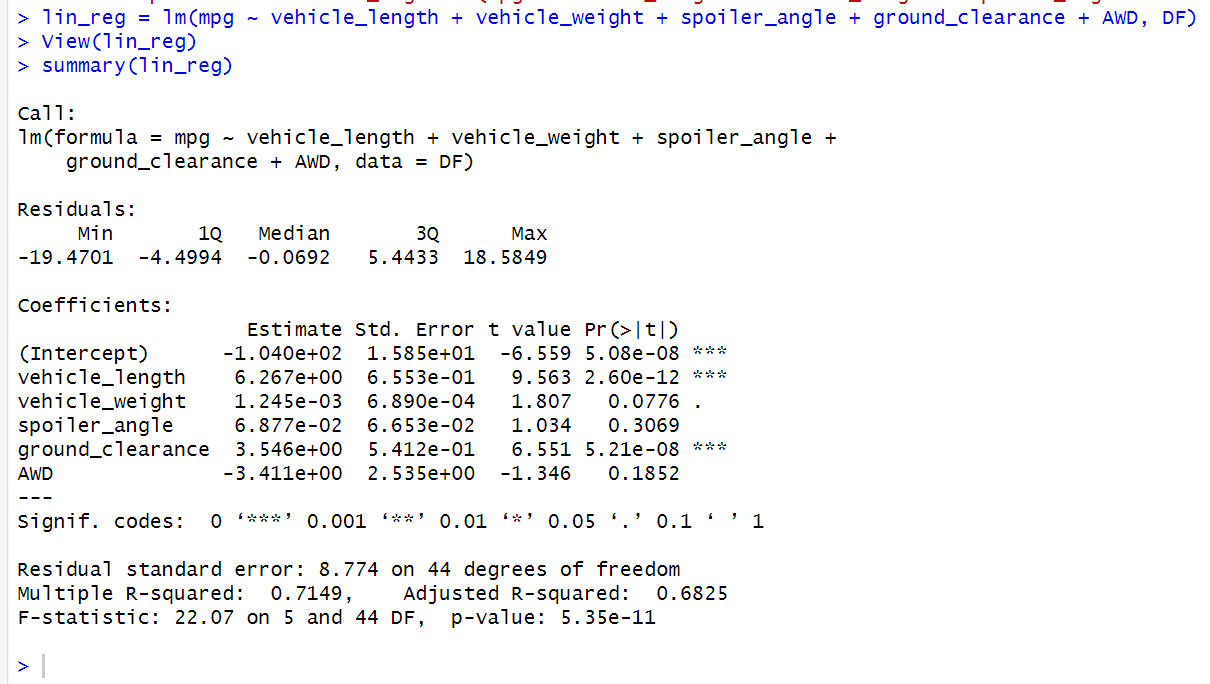 > lin_reg = lm(mpg ~ vehicle_length + vehicle_weight + spoiler_angle + ground_clearance + AWD, DF)
> View(lin_reg)
> summary(lin_reg)

Call:
lm(formula = mpg ~ vehicle_length + vehicle_weight + spoiler_angle +
    ground_clearance + AWD, data = DF)

Residuals:
     Min       1Q   Median       3Q      Max
-19.4701  -4.4994  -0.0692   5.4433  18.5849

Coefficients:
                   Estimate Std. Error t value Pr(>|t|)
(Intercept)      -1.040e+02  1.585e+01  -6.559 5.08e-08 ***
vehicle_length    6.267e+00  6.553e-01   9.563 2.60e-12 ***
vehicle_weight    1.245e-03  6.890e-04   1.807   0.0776 .
spoiler_angle     6.877e-02  6.653e-02   1.034   0.3069
ground_clearance  3.546e+00  5.412e-01   6.551 5.21e-08 ***
AWD              -3.411e+00  2.535e+00  -1.346   0.1852
---
Signif. codes:  0 ‘***’ 0.001 ‘**’ 0.01 ‘*’ 0.05 ‘.’ 0.1 ‘ ’ 1

Residual standard error: 8.774 on 44 degrees of freedom
Multiple R-squared:  0.7149,    Adjusted R-squared:  0.6825
F-statistic: 22.07 on 5 and 44 DF,  p-value: 5.35e-11

>